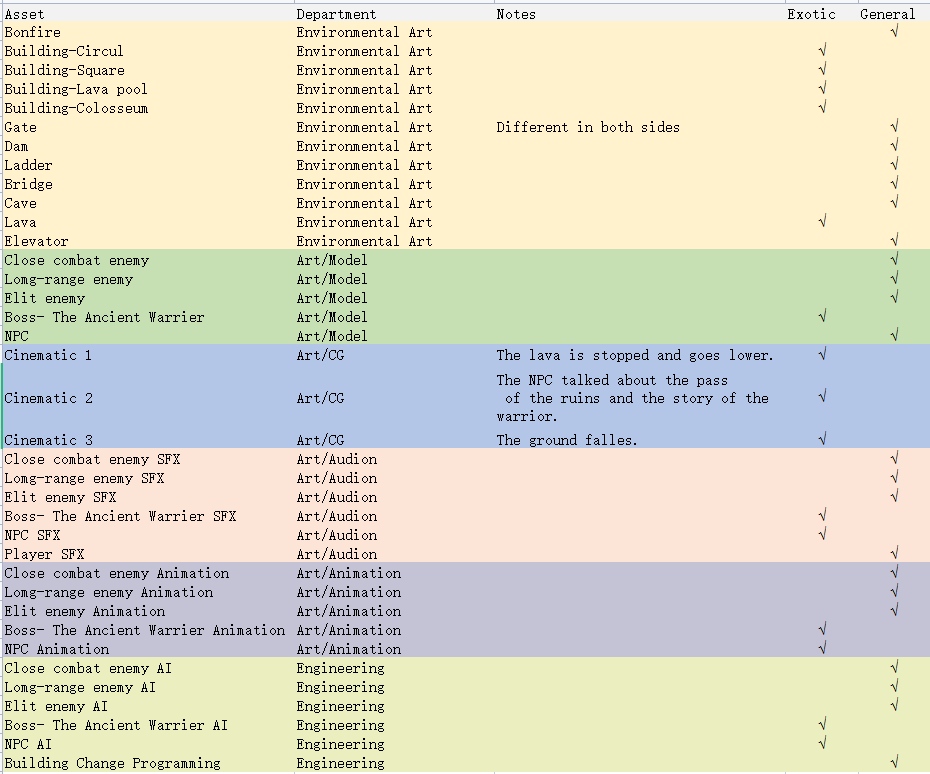 Asset Department Notes Exotic General
Bonfire Environmental Art √
Building-Circul Environmental Art √
Building-Square Environmental Art √
Building-Lava pool Environmental Art √
Building-Colosseum Environmental Art √
Gate Environmental Art Different in both sides √
Dam Environmental Art √
Ladder Environmental Art √
Bridge Environmental Art √
Cave Environmental Art √
Lava Environmental Art √
Elevator Environmental Art √
Close combat enemy Art/Model √
Long-range enemy Art/Model √
Elit enemy Art/Model √
Boss- The Ancient Warrier Art/Model √
NPC Art/Model √
Cinematic 1 Art/CG The lava is stopped and goes lower. √
The NPC talked about the pass
Cinematic 2 Art/CG of the ruins and the story of the √
warrior.
Cinematic 3 Art/CG The ground falles. √
Close combat enemy SFX Art/Audion √
Long-range enemy SFX Art/Audion √
Elit enemy SFX Art/Audion √
Boss- The Ancient Warrier SFX Art/Audion √
NPC SFX Art/Audion √
Player SFX Art/Audion √
Close combat enemy Animation Art/Animation √
Long-range enemy Animation Art/Animation √
Elit enemy Animation Art/Animation √
Boss- The Ancient Warrier Animation Art/Animation √
NPC Animation Art/Animation √
Close combat enemy AI Engineering √
Long-range enemy AI Engineering √
Elit enemy AI Engineering √
Boss- The Ancient Warrier AI Engineering √
NPC AI Engineering √
Building Change Programming Engineering √